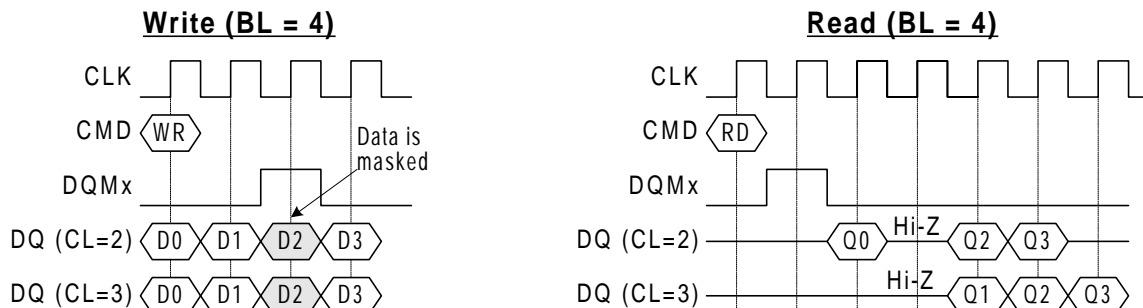 Write (BL = 4)
CLK
CMD WR
Data is
masked
DQMx
DQ (CL=2) D0 D1 D2 D3
DQ (CL=3) D0 D1 D2 D3
Read (BL = 4)
CLK
CMD RD
DQMx
DQ (CL=2) Q0 Hi-Z Q2 Q3
DQ (CL=3) Hi-Z Q1 Q2 Q3